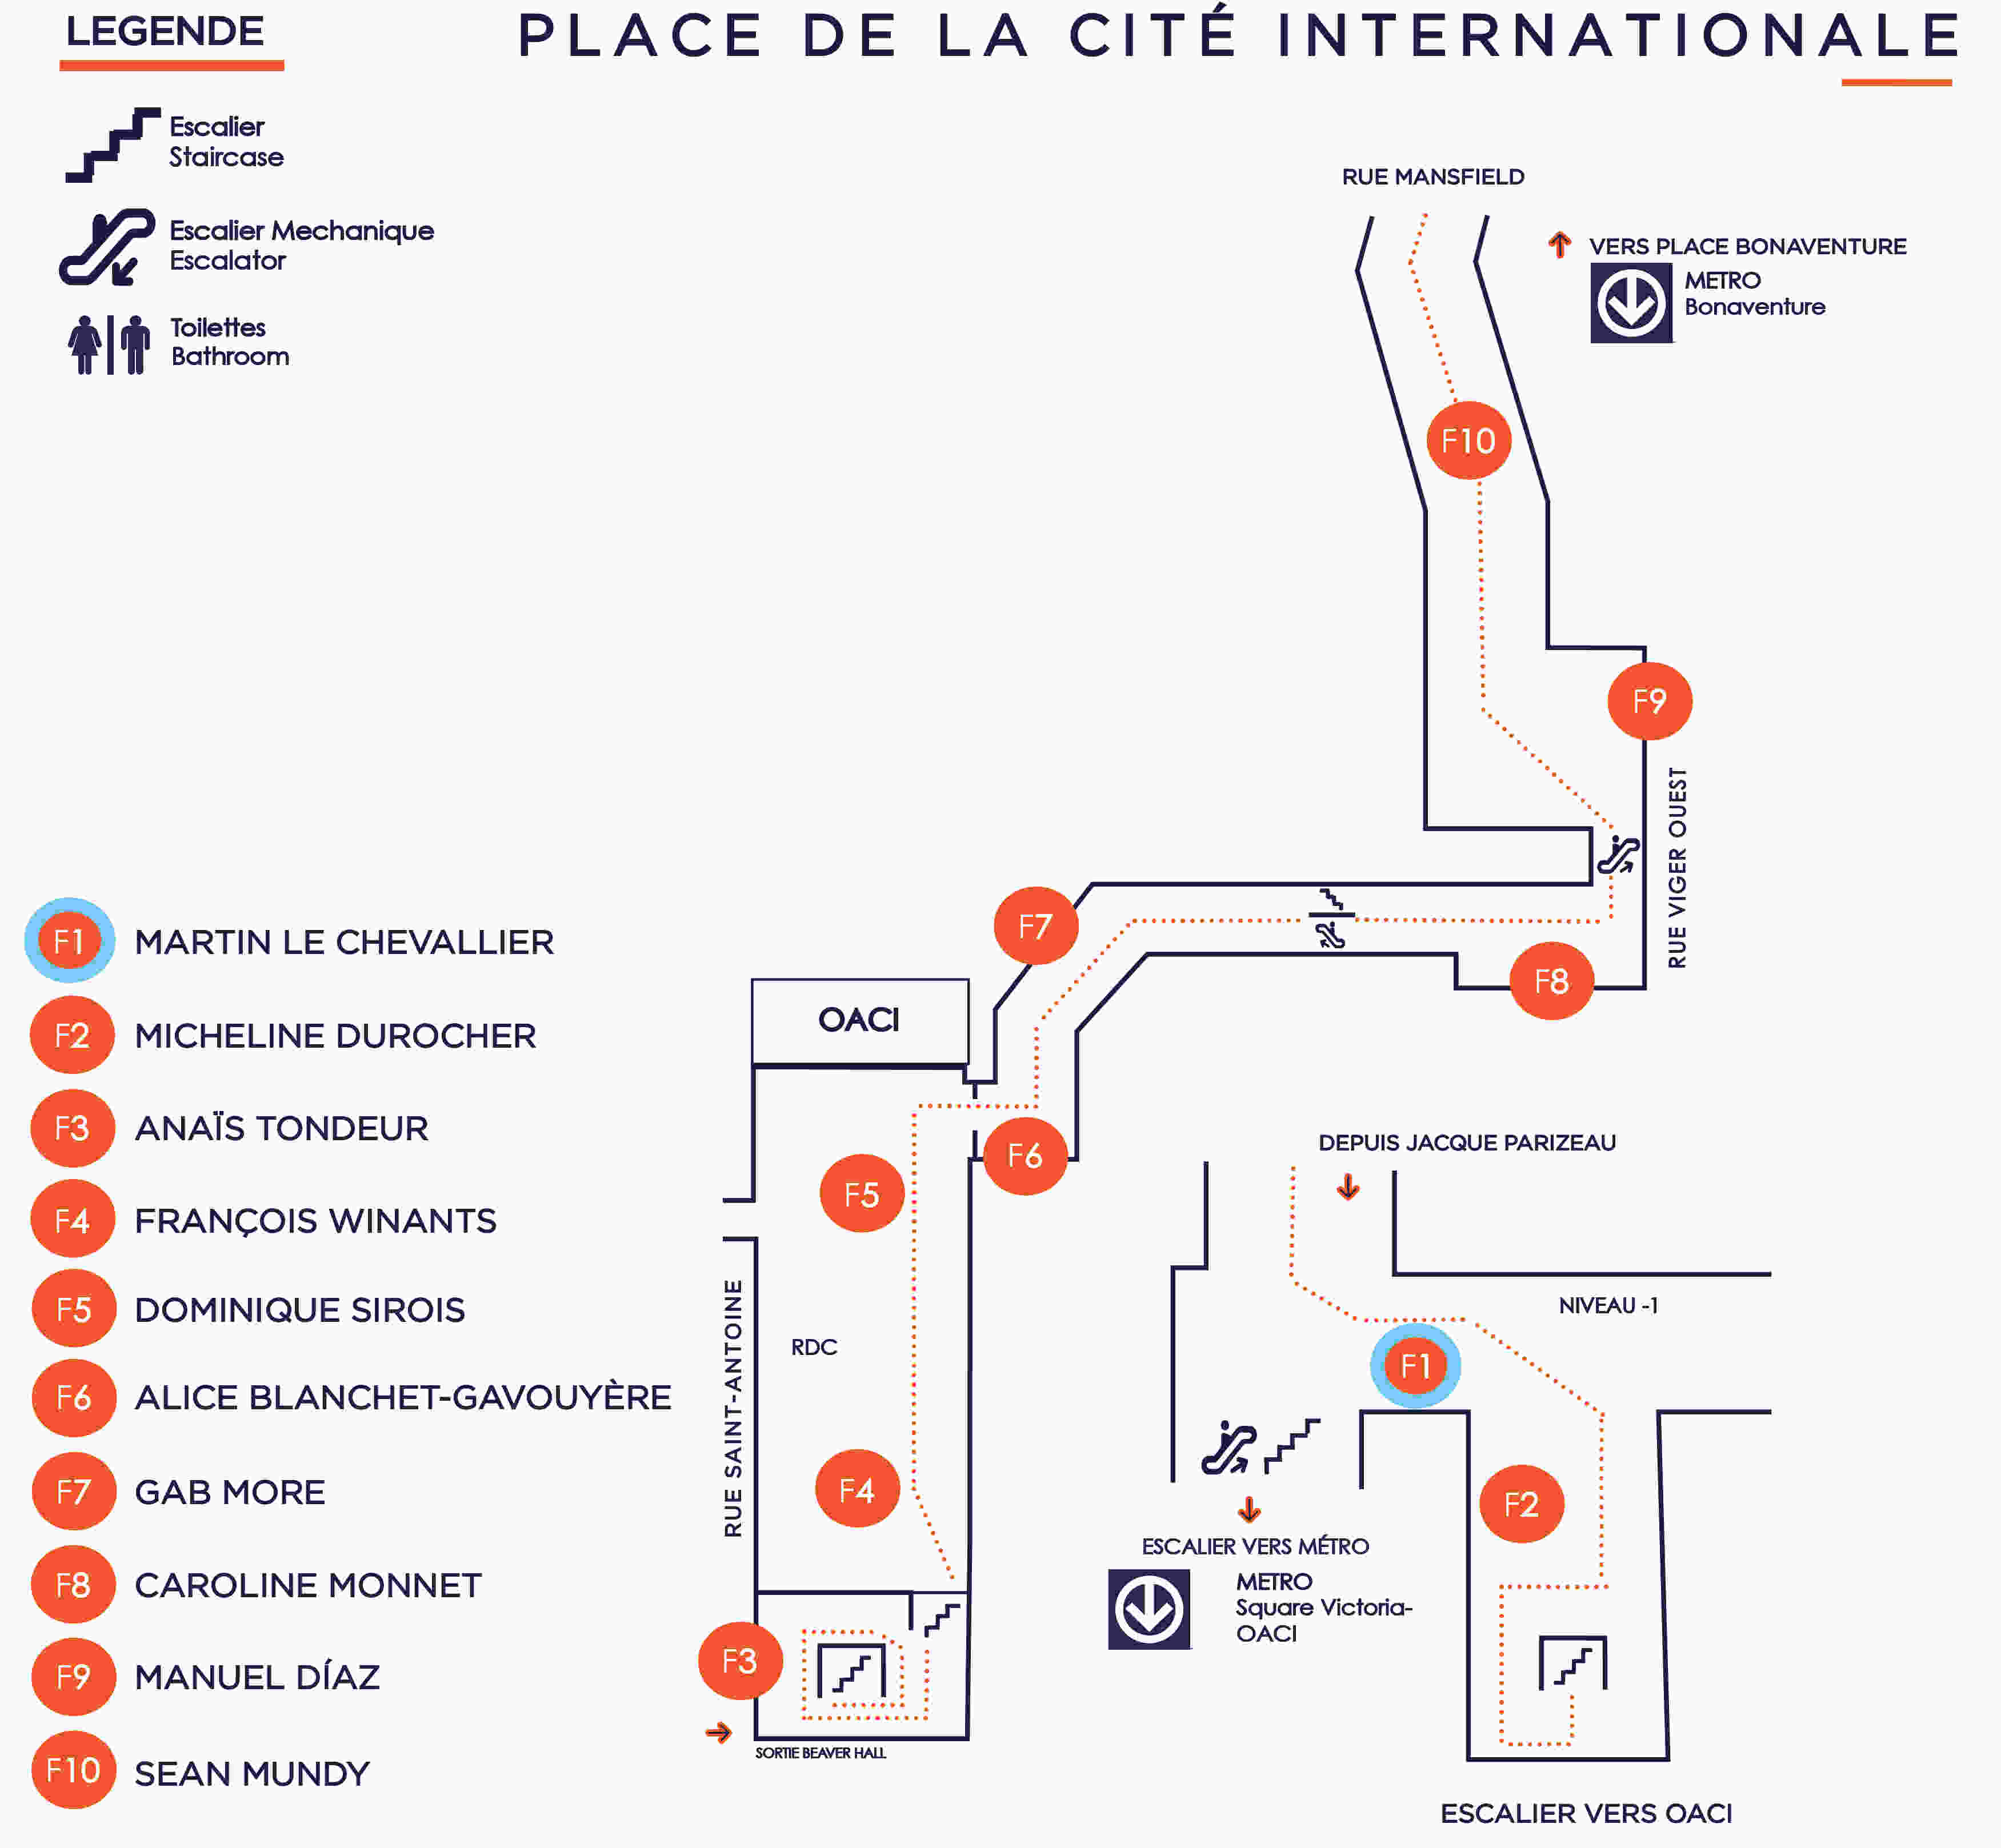 LEGENDE
PLACE DE LA CITÉ INTERNATIONALE
Escalier
Staircase
Escalier Mechanique
Escalator
Toilettes
Bathroom
RUE MANSFIELD
VERS PLACE BONAVENTURE
METRO
Bonaventure
F10
F9
RUE VIGER OUEST
F7
F8
OACI
F6
F5
RUE SAINT-ANTOINE
RDC
F4
F3
SORTIE BEAVER HALL
DEPUIS JACQUE PARIZEAU
NIVEAU -1
F1
F2
ESCALIER VERS MÉTRO
METRO
Square Victoria-
OACI
ESCALIER VERS OACI
F1 MARTIN LE CHEVALLIER
F2 MICHELINE DUROCHER
F3 ANAÏS TONDEUR
F4 FRANÇOIS WINANTS
F5 DOMINIQUE SIROIS
F6 ALICE BLANCHET-GAVOUYÈRE
F7 GAB MORE
F8 CAROLINE MONNET
F9 MANUEL DÍAZ
F10 SEAN MUNDY